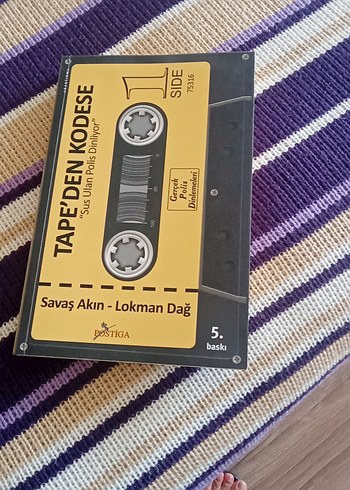 TAPE'DEN KODESE
"Sus Ulan Polis Dinliyor"
1
SIDE
75316
Gerçek
Polis
Dinlemeleri
Savaş Akın - Lokman Dağ
POSTİGA
5.
baskı